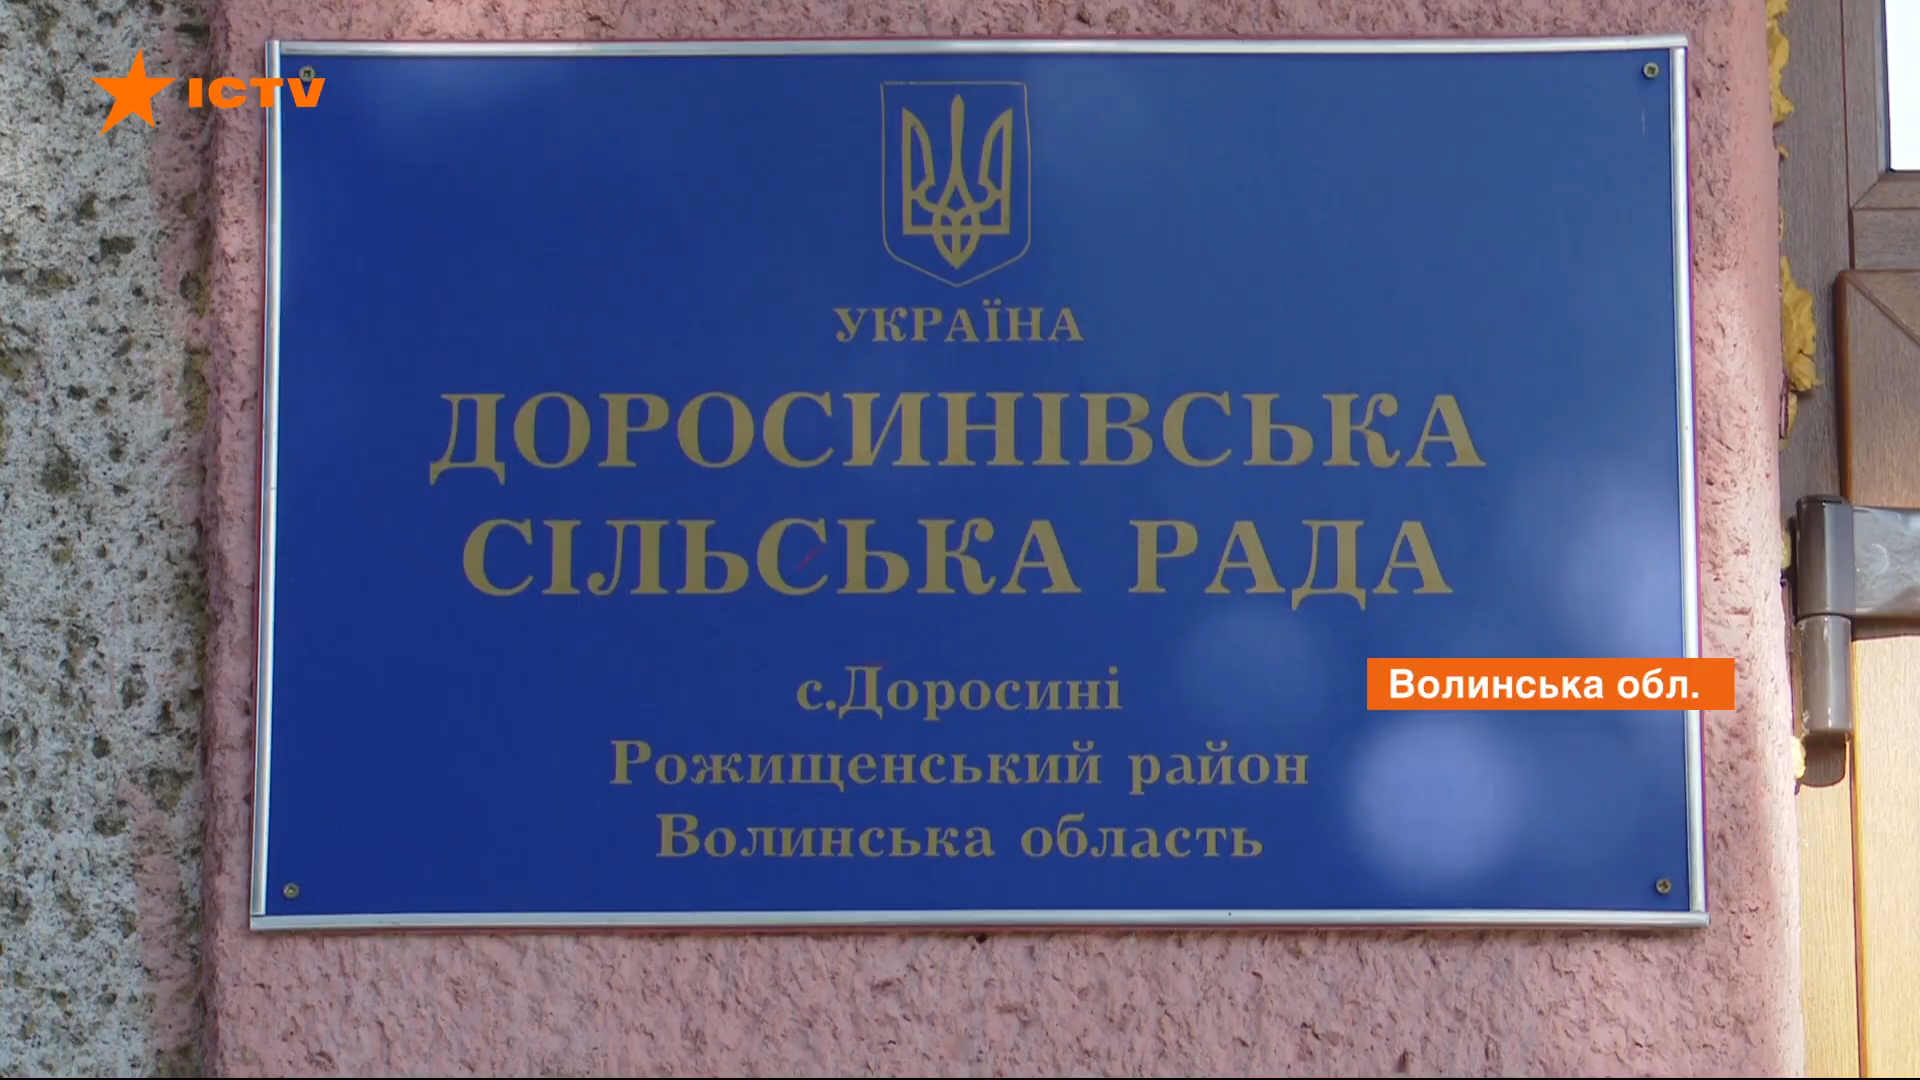 ICTV
УКРАЇНА
ДОРОСИНІВСЬКА
СІЛЬСЬКА РАДА
с.Доросині
Волинська обл.
Рожищенський район
Волинська область